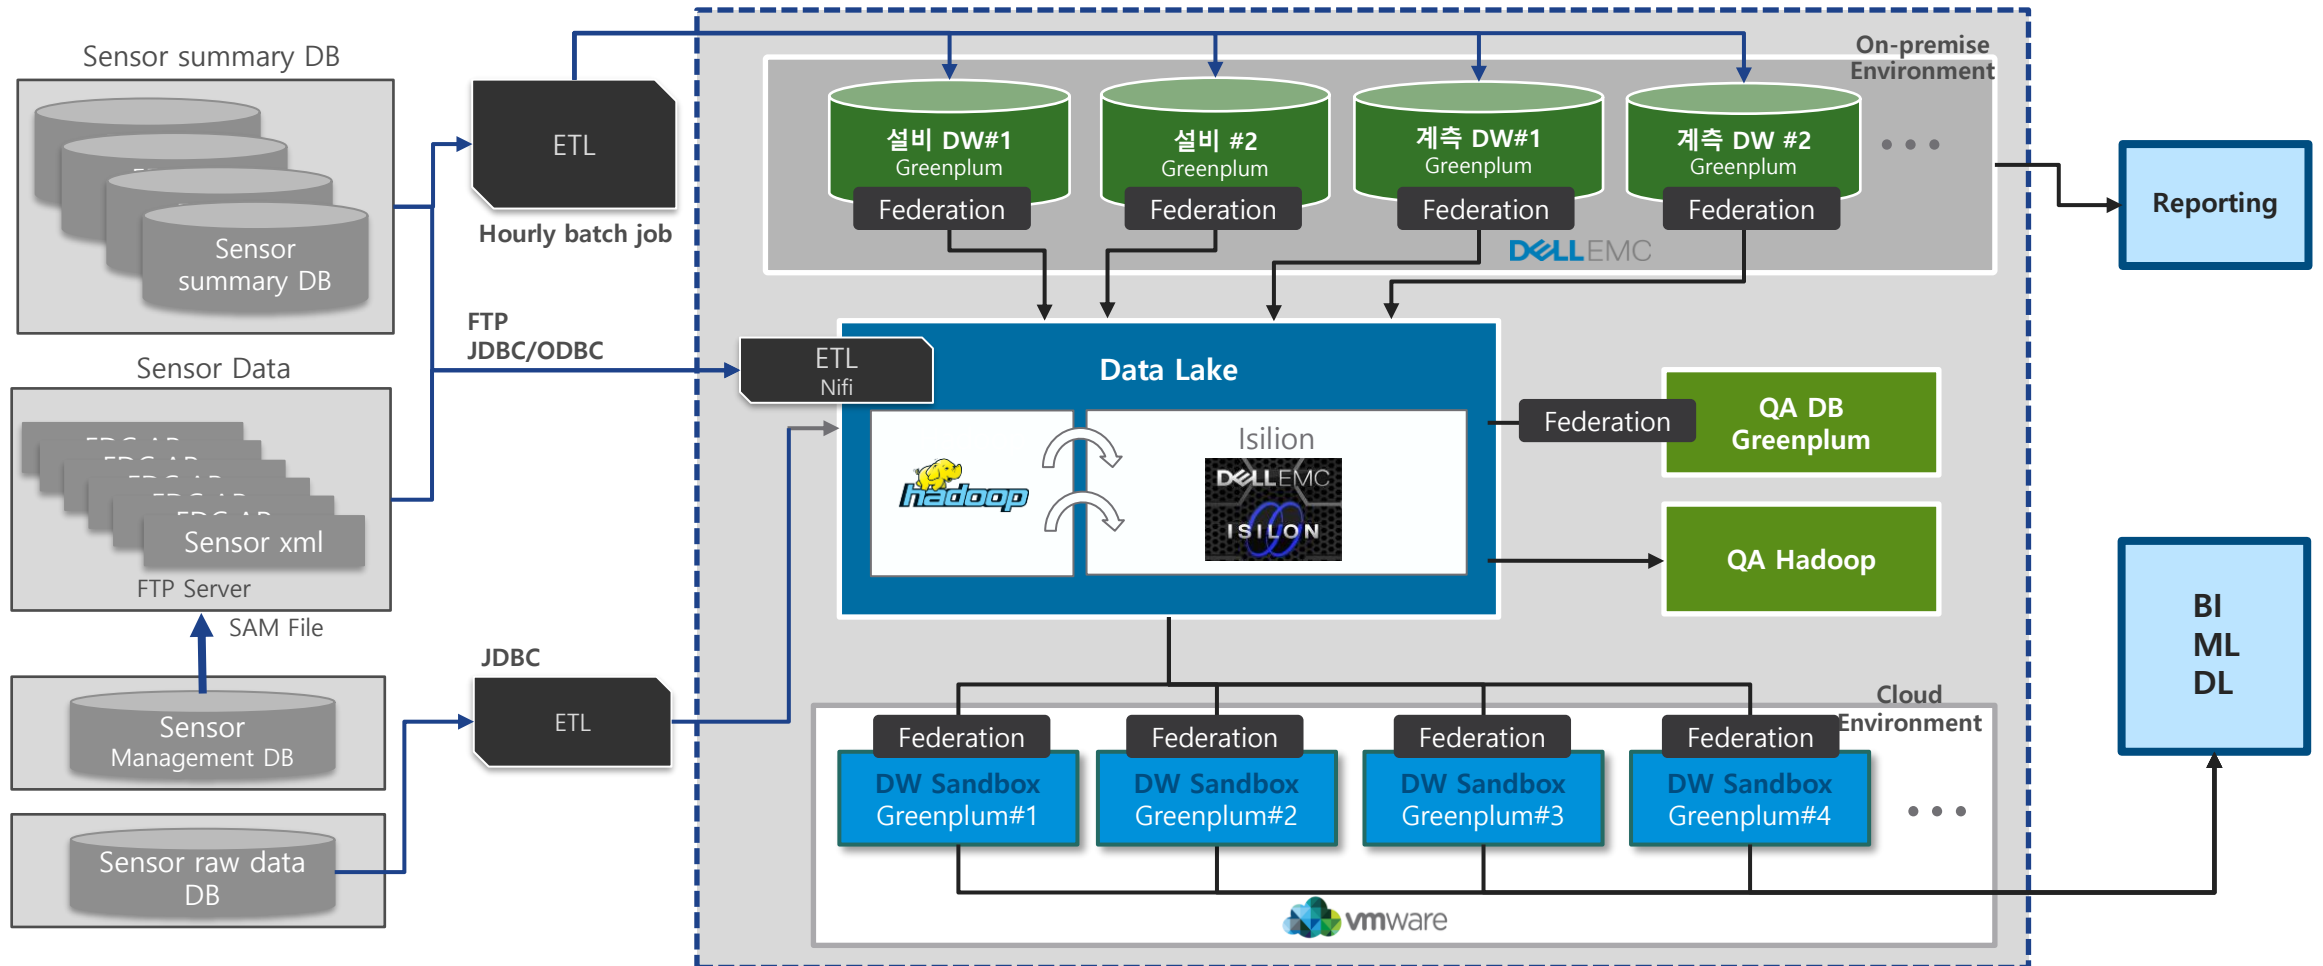 Sensor summary DB
Sensor
summary DB
ETL
Hourly batch job
On-premise
Environment
설비 DW#1
Greenplum
Federation
설비 #2
Greenplum
Federation
계측 DW#1
Greenplum
Federation
계측 DW #2
Greenplum
Federation
DELLEMC
Reporting
FTP
JDBC/ODBC
ETL
Nifi
Data Lake
Sensor Data
Sensor xml
FTP Server
SAM File
hadoop
Isilion
DELLEMC
ISILON
Federation
QA DB
Greenplum
QA Hadoop
BI
ML
DL
JDBC
ETL
Sensor
Management DB
Sensor raw data
DB
Cloud
Environment
Federation
DW Sandbox
Greenplum#1
Federation
DW Sandbox
Greenplum#2
Federation
DW Sandbox
Greenplum#3
Federation
DW Sandbox
Greenplum#4
vmware